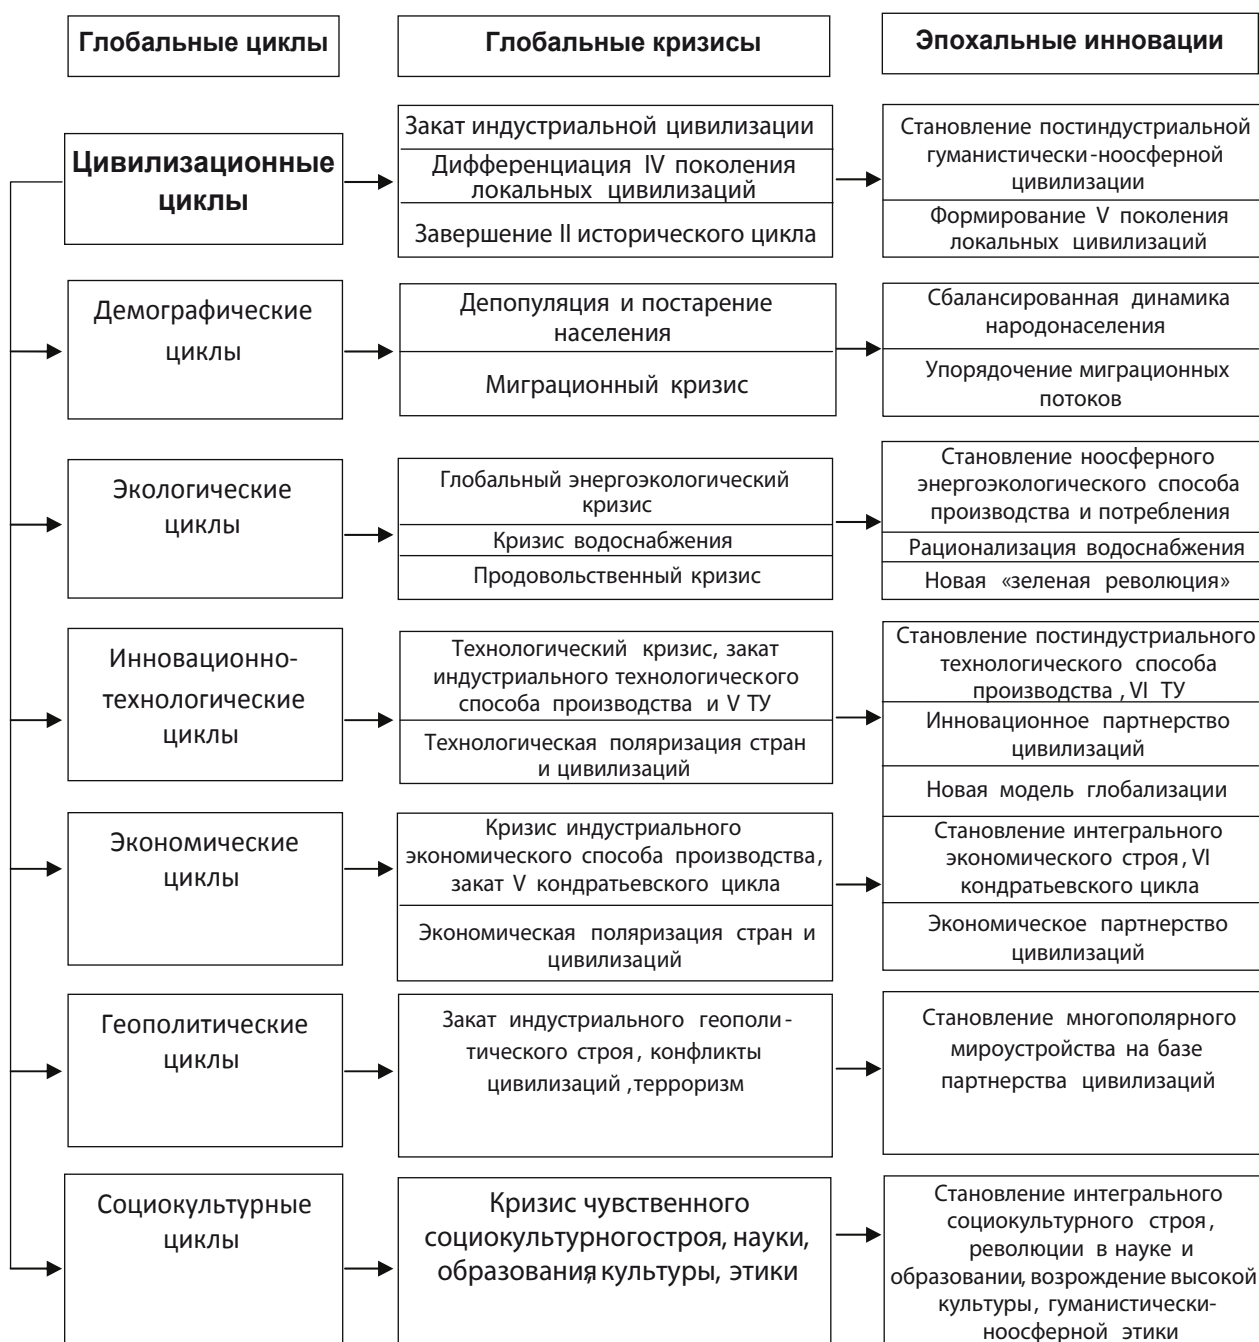 Глобальные циклы
Глобальные кризисы
Эпохальные инновации
Цивилизационные
циклы
Закат индустриальной цивилизации
Дифференциация IV поколения
локальных цивилизаций
Завершение II исторического цикла
Становление постиндустриальной
гуманистически-ноосферной
цивилизации
Формирование V поколения
локальных цивилизаций
Демографические
циклы
Депопуляция и постарение
населения
Миграционный кризис
Сбалансированная динамика
народонаселения
Упорядочение миграционных
потоков
Экологические
циклы
Глобальный энергоэкологический
кризис
Кризис водоснабжения
Продовольственный кризис
Становление ноосферного
энергоэкологического способа
производства и потребления
Рационализация водоснабжения
Новая «зеленая революция»
Инновационно-
технологические
циклы
Технологический кризис, закат
индустриального технологического
способа производства и V ТУ
Технологическая поляризация стран
и цивилизаций
Становление постиндустриального
технологического способа
производства , VI ТУ
Инновационное партнерство
цивилизаций
Новая модель глобализации
Экономические
циклы
Кризис индустриального
экономического способа производства,
закат V кондратьевского цикла
Экономическая поляризация стран и
цивилизаций
Становление интегрального
экономического строя, VI
кондратьевского цикла
Экономическое партнерство
цивилизаций
Геополитические
циклы
Закат индустриального геополи-
тического строя, конфликты
цивилизаций ,терроризм
Становление многополярного
мироустройства на базе
партнерства цивилизаций
Социокультурные
циклы
Кризис чувственного
социокультурногостроя, науки,
образования,культуры, этики
Становление интегрального
социокультурного строя,
революции в науке и
образовании, возрождение высокой
культуры, гуманистически-
ноосферной этики